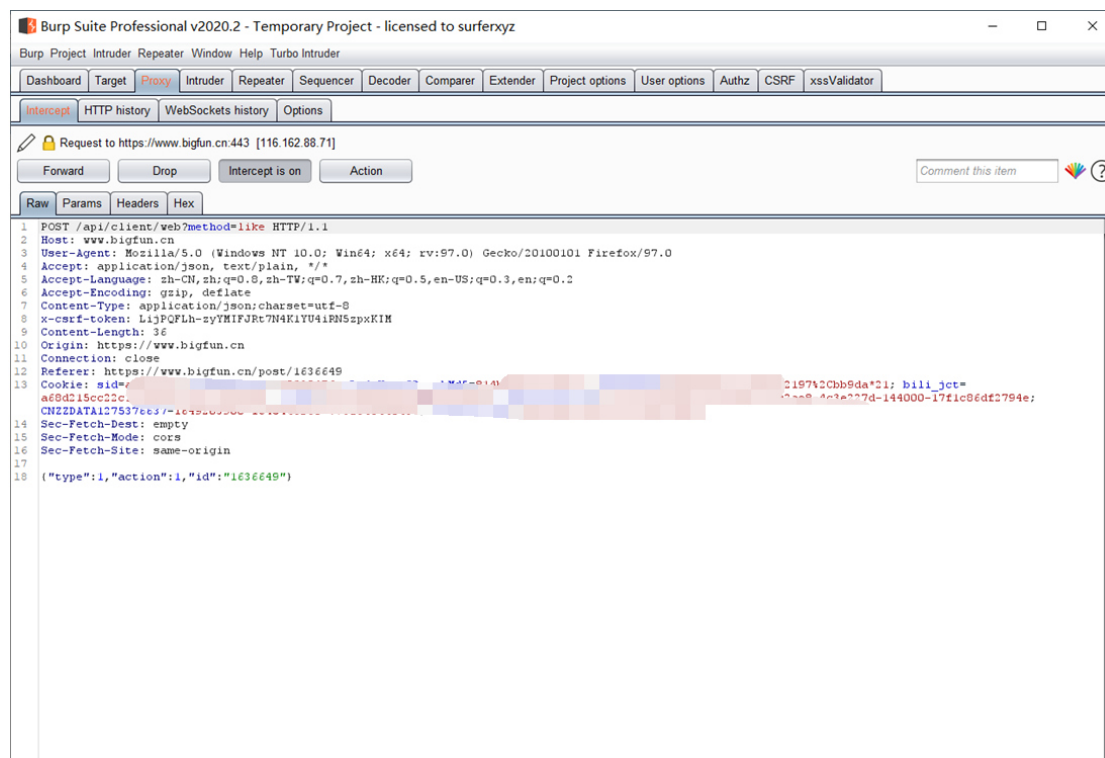 Burp Suite Professional v2020.2 - Temporary Project - licensed to surferxyz
Burp Project Intruder Repeater Window Help Turbo Intruder
Dashboard Target Proxy Intruder Repeater Sequencer Decoder Comparer Extender Project options User options Authz CSRF xssValidator
Intercept HTTP history WebSockets history Options
Request to https://www.bigfun.cn:443 [116.162.88.71]
Forward Drop Intercept is on Action Comment this item ?
Raw Params Headers Hex
1 POST /api/client/web?method=like HTTP/1.1
2 Host: www.bigfun.cn
3 User-Agent: Mozilla/5.0 (Windows NT 10.0; Win64; x64; rv:97.0) Gecko/20100101 Firefox/97.0
4 Accept: application/json, text/plain, */*
5 Accept-Language: zh-CN,zh;q=0.8,zh-TW;q=0.7,zh-HK;q=0.5,en-US;q=0.3,en;q=0.2
6 Accept-Encoding: gzip, deflate
7 Content-Type: application/json;charset=utf-8
8 x-csrf-token: LijPQFLh-zyYMIFJRt7N4K1YU4iRN5zpxKIM
9 Content-Length: 36
10 Origin: https://www.bigfun.cn
11 Connection: close
12 Referer: https://www.bigfun.cn/post/1636649
13 Cookie: sid= 2197%2Cbb9da*21; bili_jct=
a68d215cc22c 227d-144000-17f1c86df2794e;
CNZZDATA1275376637=
14 Sec-Fetch-Dest: empty
15 Sec-Fetch-Mode: cors
16 Sec-Fetch-Site: same-origin
17
18 {"type":1,"action":1,"id":"1636649"}